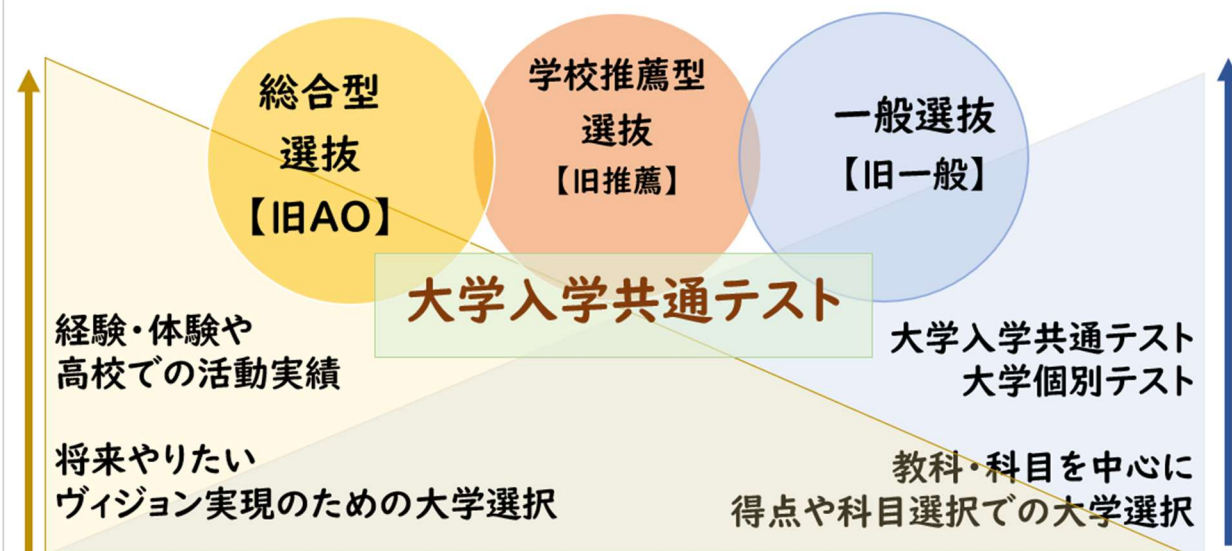 総合型
選抜
【旧AO】
学校推薦型
選抜
【旧推薦】
一般選抜
【旧一般】
大学入学共通テスト
経験・体験や
高校での活動実績
将来やりたい
ヴィジョン実現のための大学選択
大学入学共通テスト
大学個別テスト
教科・科目を中心に
得点や科目選択での大学選択